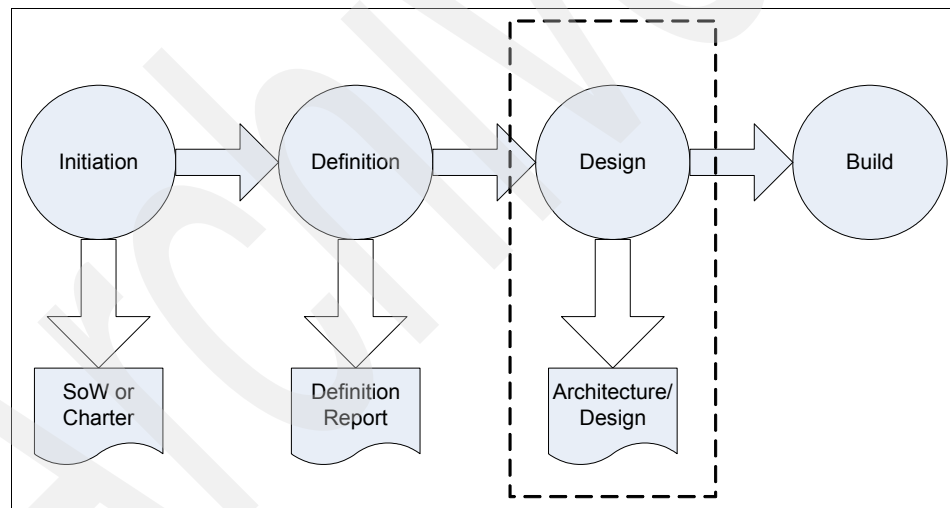 Initiation
Definition
Design
Build
SoW or
Charter
Definition
Report
Architecture/
Design